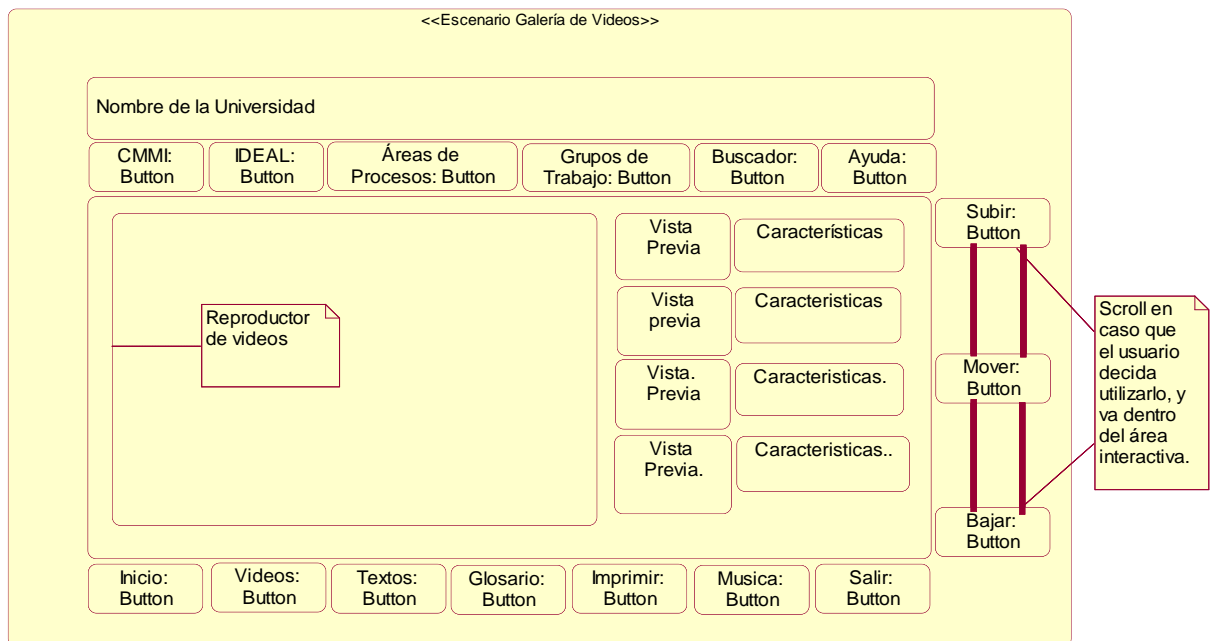 <<Escenario Galería de Videos>>
Nombre de la Universidad
CMMI:
Button
IDEAL:
Button
Áreas de
Procesos: Button
Grupos de
Trabajo: Button
Buscador:
Button
Ayuda:
Button
Reproductor
de videos
Vista
Previa
Características
Vista
previa
Caracteristicas
Vista.
Previa
Caracteristicas.
Vista
Previa.
Caracteristicas..
Subir:
Button
Mover:
Button
Bajar:
Button
Scroll en
caso que
el usuario
decida
utilizarlo, y
va dentro
del área
interactiva.
Inicio:
Button
Videos:
Button
Textos:
Button
Glosario:
Button
Imprimir:
Button
Musica:
Button
Salir:
Button